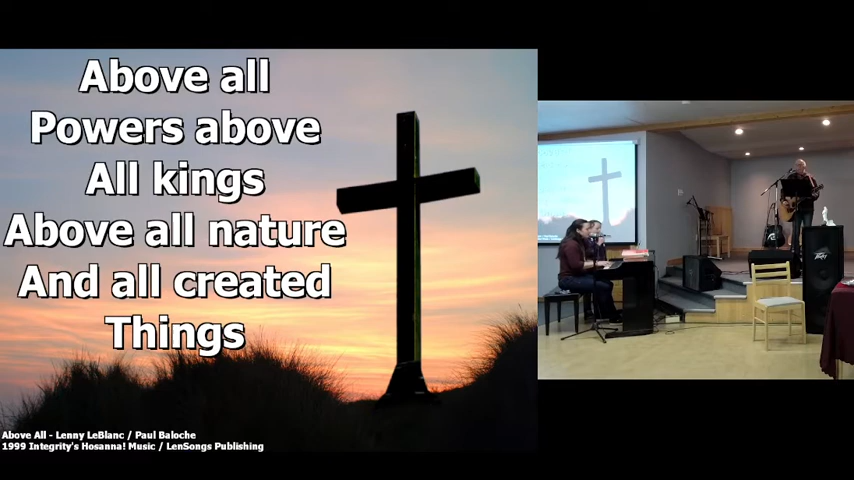 Above all
Powers above
All kings
Above all nature
And all created
Things
Above All - Lenny LeBlanc / Paul Baloche
1999 Integrity's Hosanna! Music / LenSongs Publishing
PEAVEY